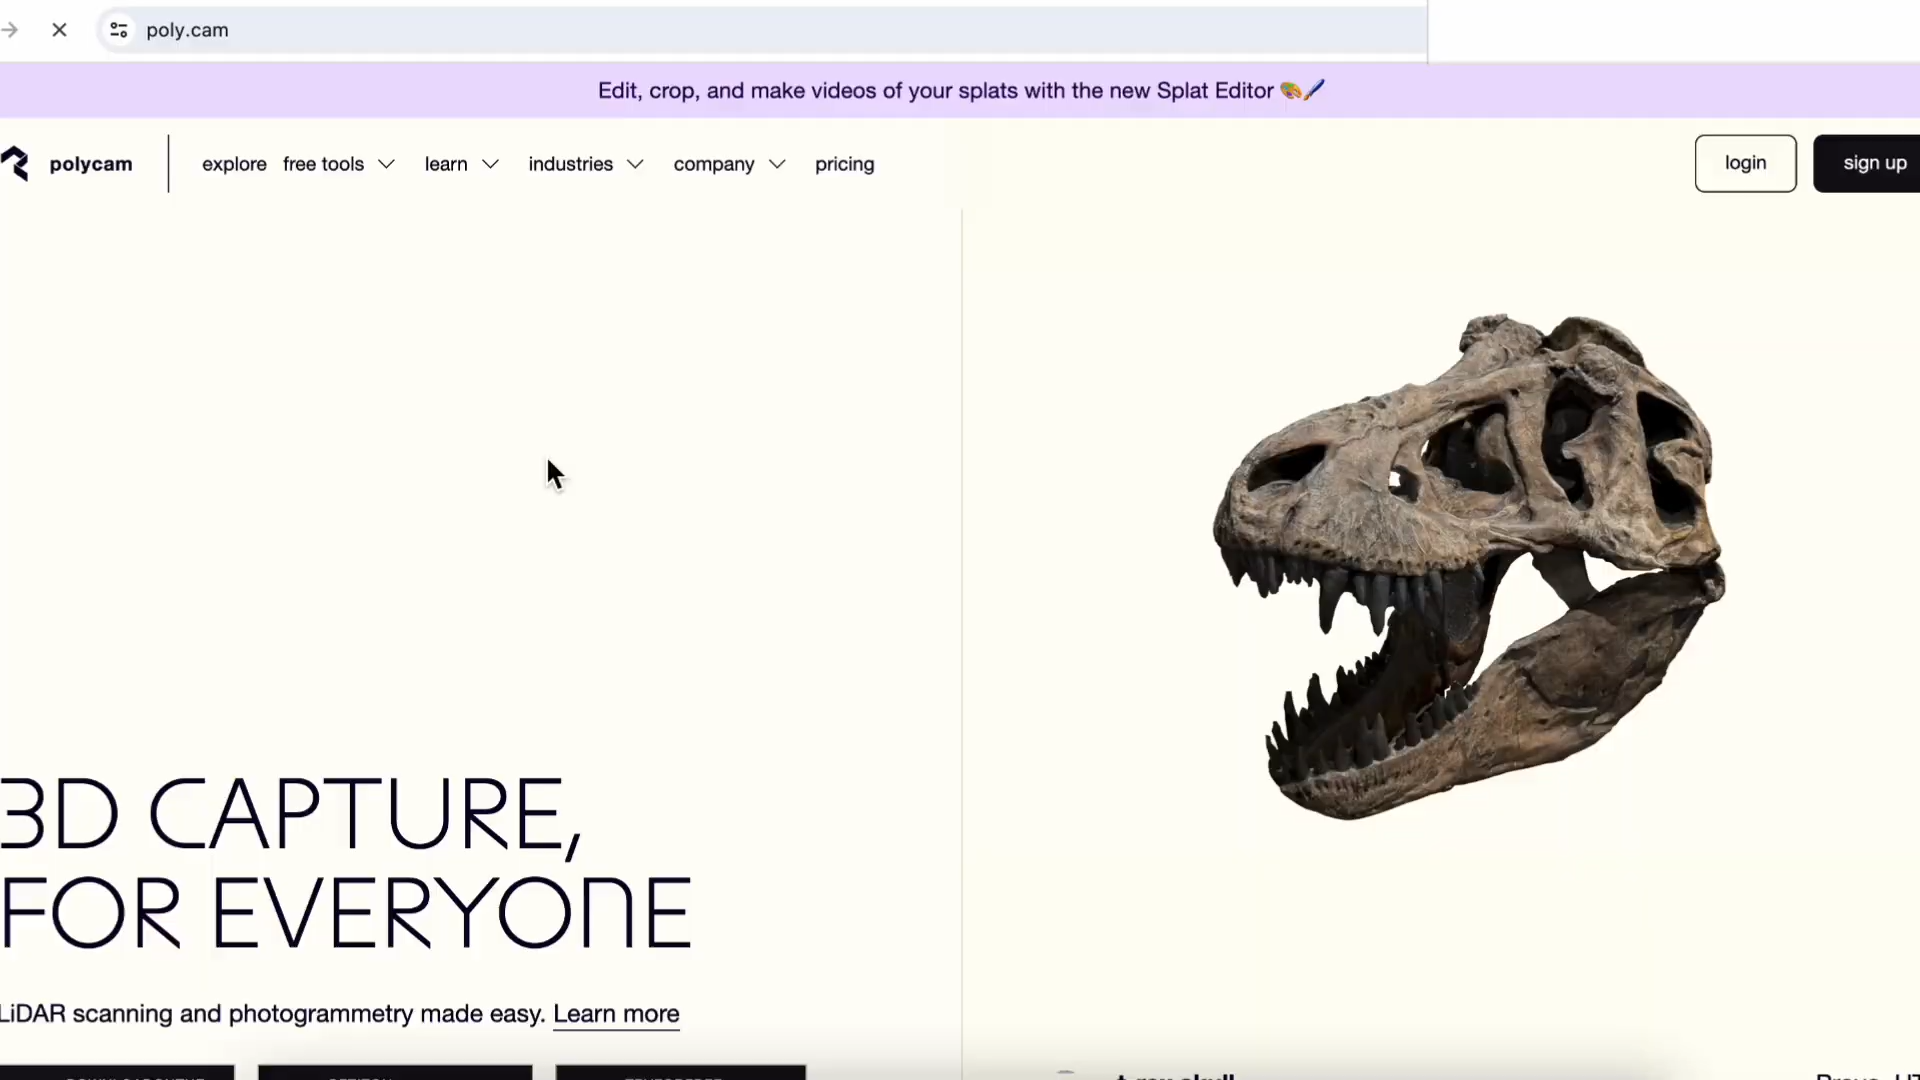 poly.cam
Edit, crop, and make videos of your splats with the new Splat Editor
polycam
explore free tools learn industries company pricing
login
sign up
3D CAPTURE,
FOR EVERYONE
LiDAR scanning and photogrammetry made easy. Learn more